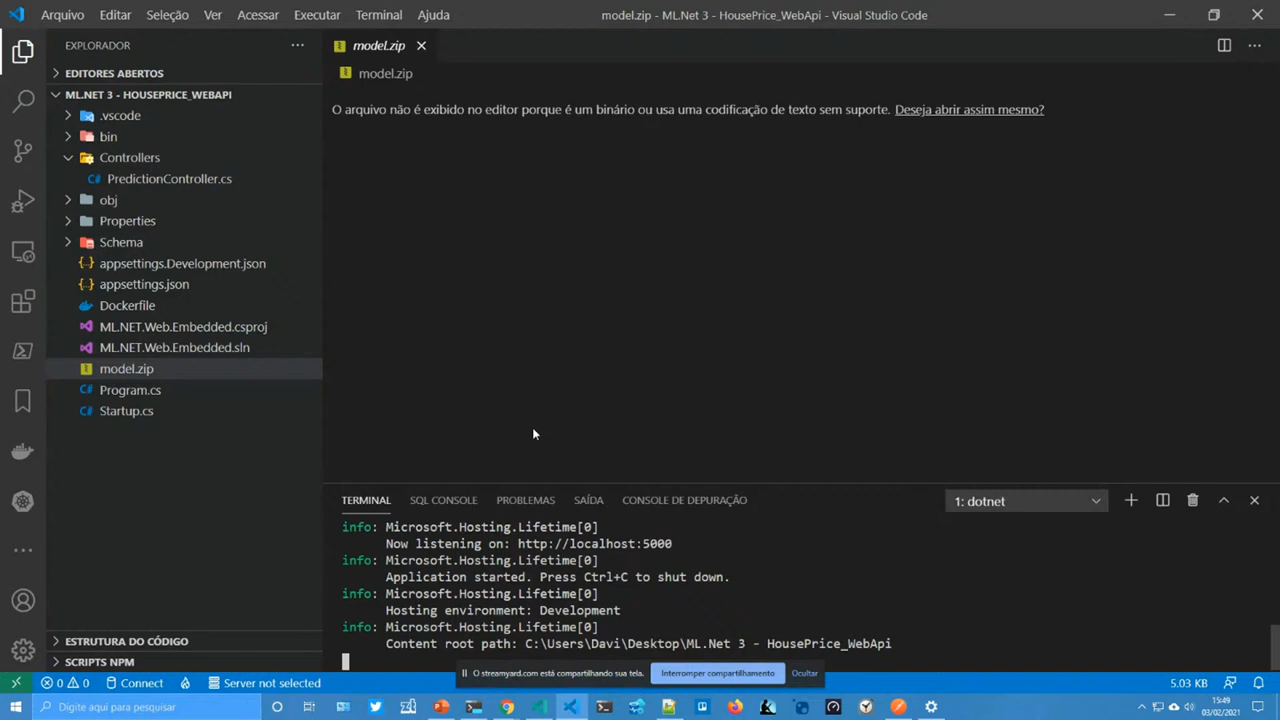 Arquivo Editar Seleção Ver Acessar Executar Terminal Ajuda
model.zip - ML.Net 3 - HousePrice_WebApi - Visual Studio Code
EXPLORADOR
EDITORES ABERTOS
ML.NET 3 - HOUSEPRICE_WEBAPI
.vscode
bin
Controllers
PredictionController.cs
obj
Properties
Schema
appsettings.Development.json
appsettings.json
Dockerfile
ML.NET.Web.Embedded.csproj
ML.NET.Web.Embedded.sln
model.zip
Program.cs
Startup.cs
ESTRUTURA DO CÓDIGO
SCRIPTS NPM
model.zip
model.zip
O arquivo não é exibido no editor porque é um binário ou usa uma codificação de texto sem suporte. Deseja abrir assim mesmo?
TERMINAL SQL CONSOLE PROBLEMAS SAÍDA CONSOLE DE DEPURAÇÃO 1: dotnet
info: Microsoft.Hosting.Lifetime[0]
Now listening on: http://localhost:5000
info: Microsoft.Hosting.Lifetime[0]
Application started. Press Ctrl+C to shut down.
info: Microsoft.Hosting.Lifetime[0]
Hosting environment: Development
info: Microsoft.Hosting.Lifetime[0]
Content root path: C:\Users\Davi\Desktop\ML.Net 3 - HousePrice_WebApi
O streamyard.com está compartilhando sua tela. Interromper compartilhamento Ocultar
0 0 Connect Server not selected 5.03 KB
Digite aqui para pesquisar
15:49
03/02/2021